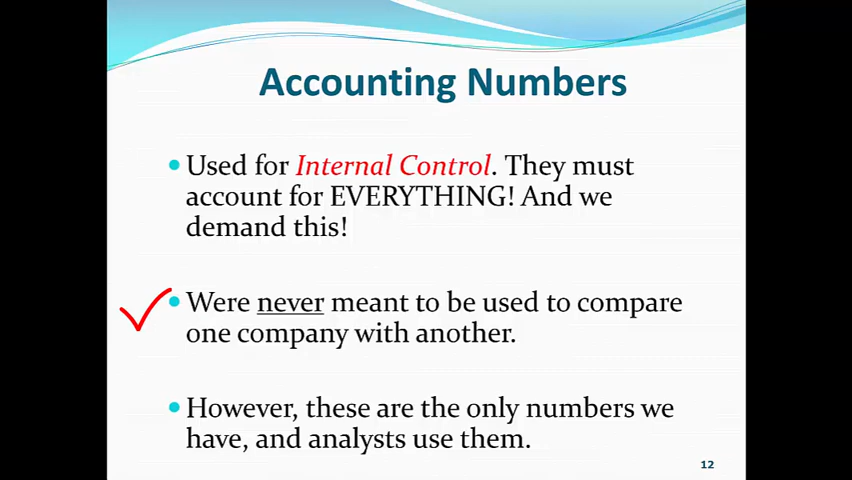 Accounting Numbers
•Used for Internal Control. They must
account for EVERYTHING! And we
demand this!
•Were never meant to be used to compare
one company with another.
•However, these are the only numbers we
have, and analysts use them.
12